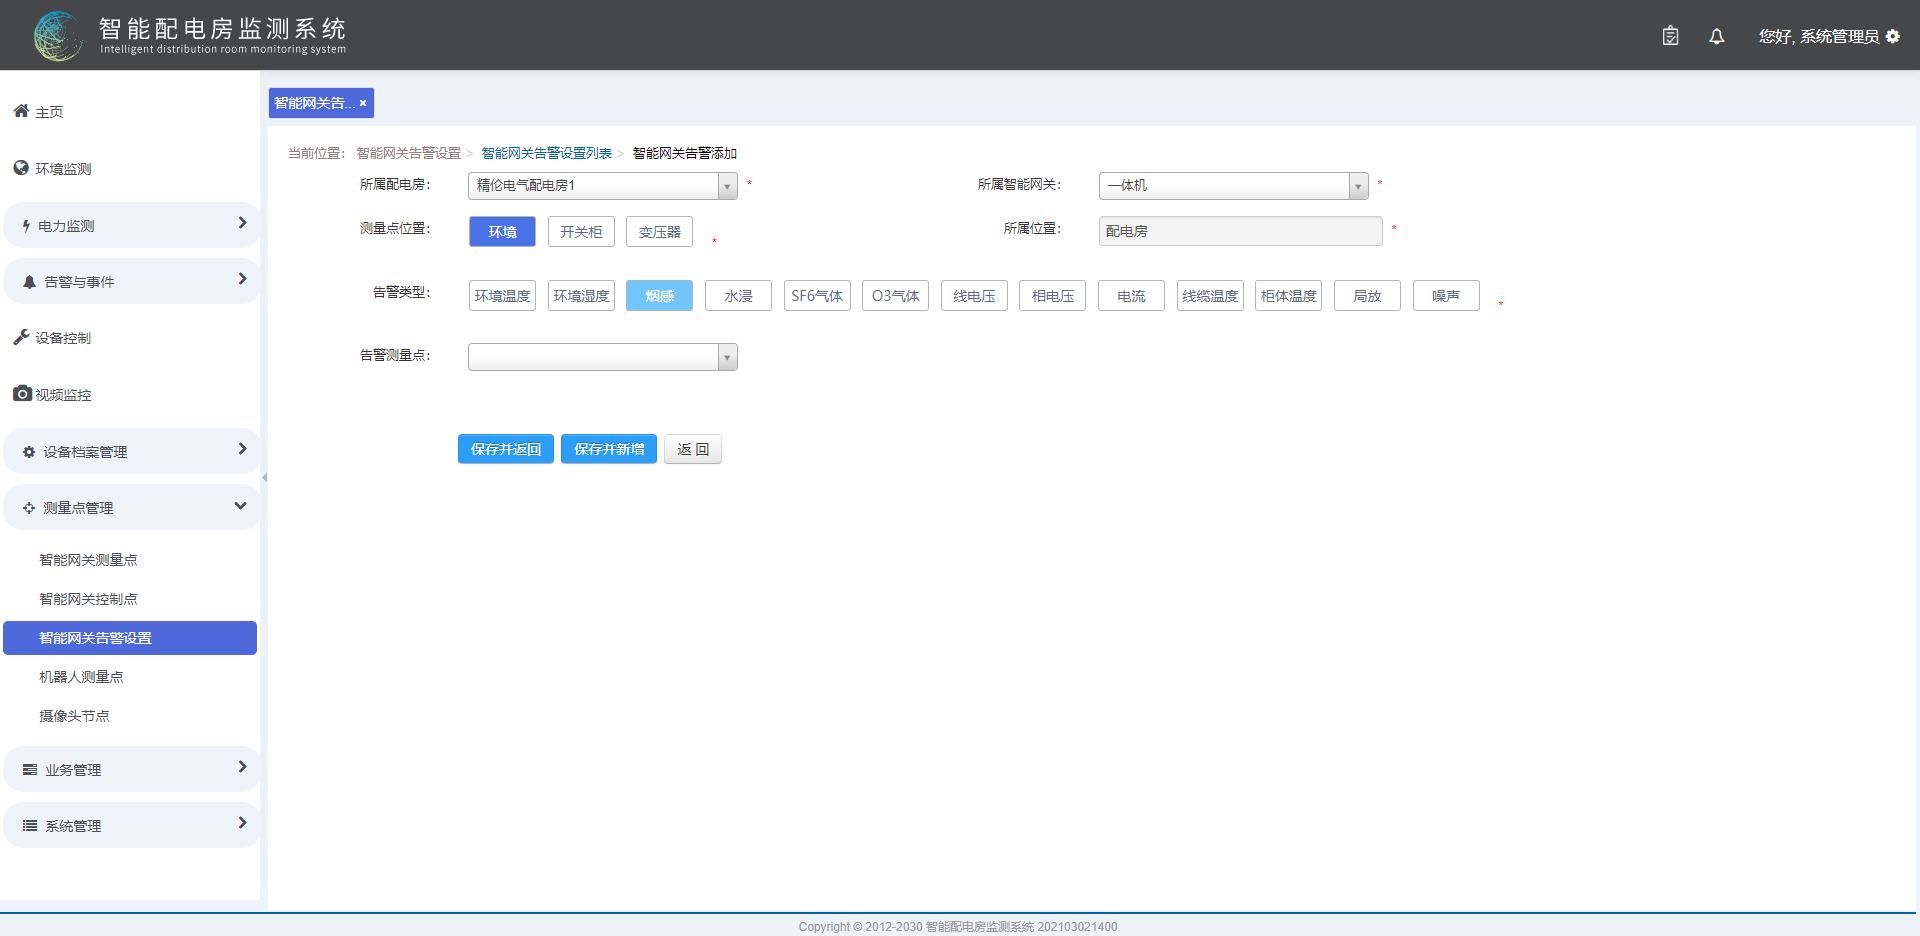 智能配电房监测系统
Intelligent distribution room monitoring system
您好, 系统管理员
主页
环境监测
电力监测
告警与事件
设备控制
视频监控
设备档案管理
测量点管理
智能网关测量点
智能网关控制点
智能网关告警设置
机器人测量点
摄像头节点
业务管理
系统管理
智能网关告... ×
当前位置： 智能网关告警设置 > 智能网关告警设置列表 > 智能网关告警添加
所属配电房： 精伦电气配电房1 * 所属智能网关： 一体机 *
测量点位置： 环境 开关柜 变压器 * 所属位置： 配电房 *
告警类型： 环境温度 环境湿度 烟感 水浸 SF6气体 O3气体 线电压 相电压 电流 线缆温度 柜体温度 局放 噪声 *
告警测量点：
保存并返回 保存并新增 返 回
Copyright © 2012-2030 智能配电房监测系统 202103021400